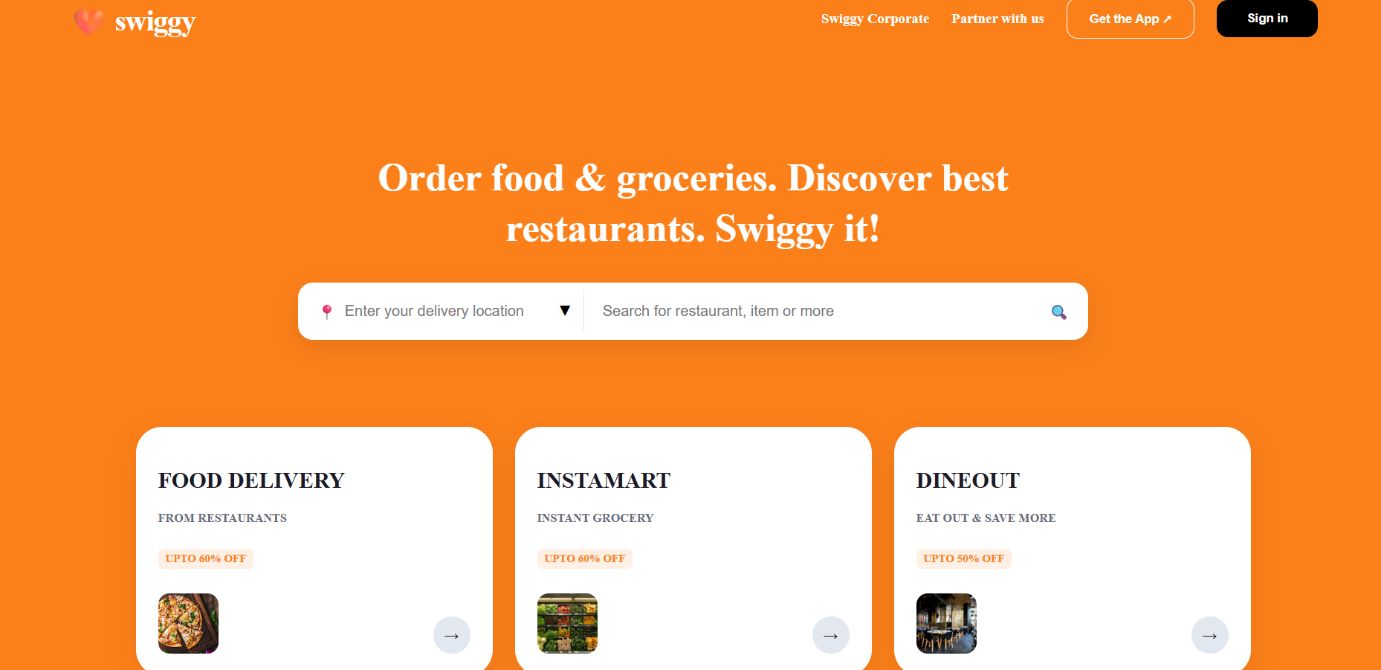 swiggy
Swiggy Corporate
Partner with us
Get the App ↗
Sign in
Order food & groceries. Discover best
restaurants. Swiggy it!
Enter your delivery location ▼
Search for restaurant, item or more
FOOD DELIVERY
FROM RESTAURANTS
UPTO 60% OFF
→
INSTAMART
INSTANT GROCERY
UPTO 60% OFF
→
DINEOUT
EAT OUT & SAVE MORE
UPTO 50% OFF
→